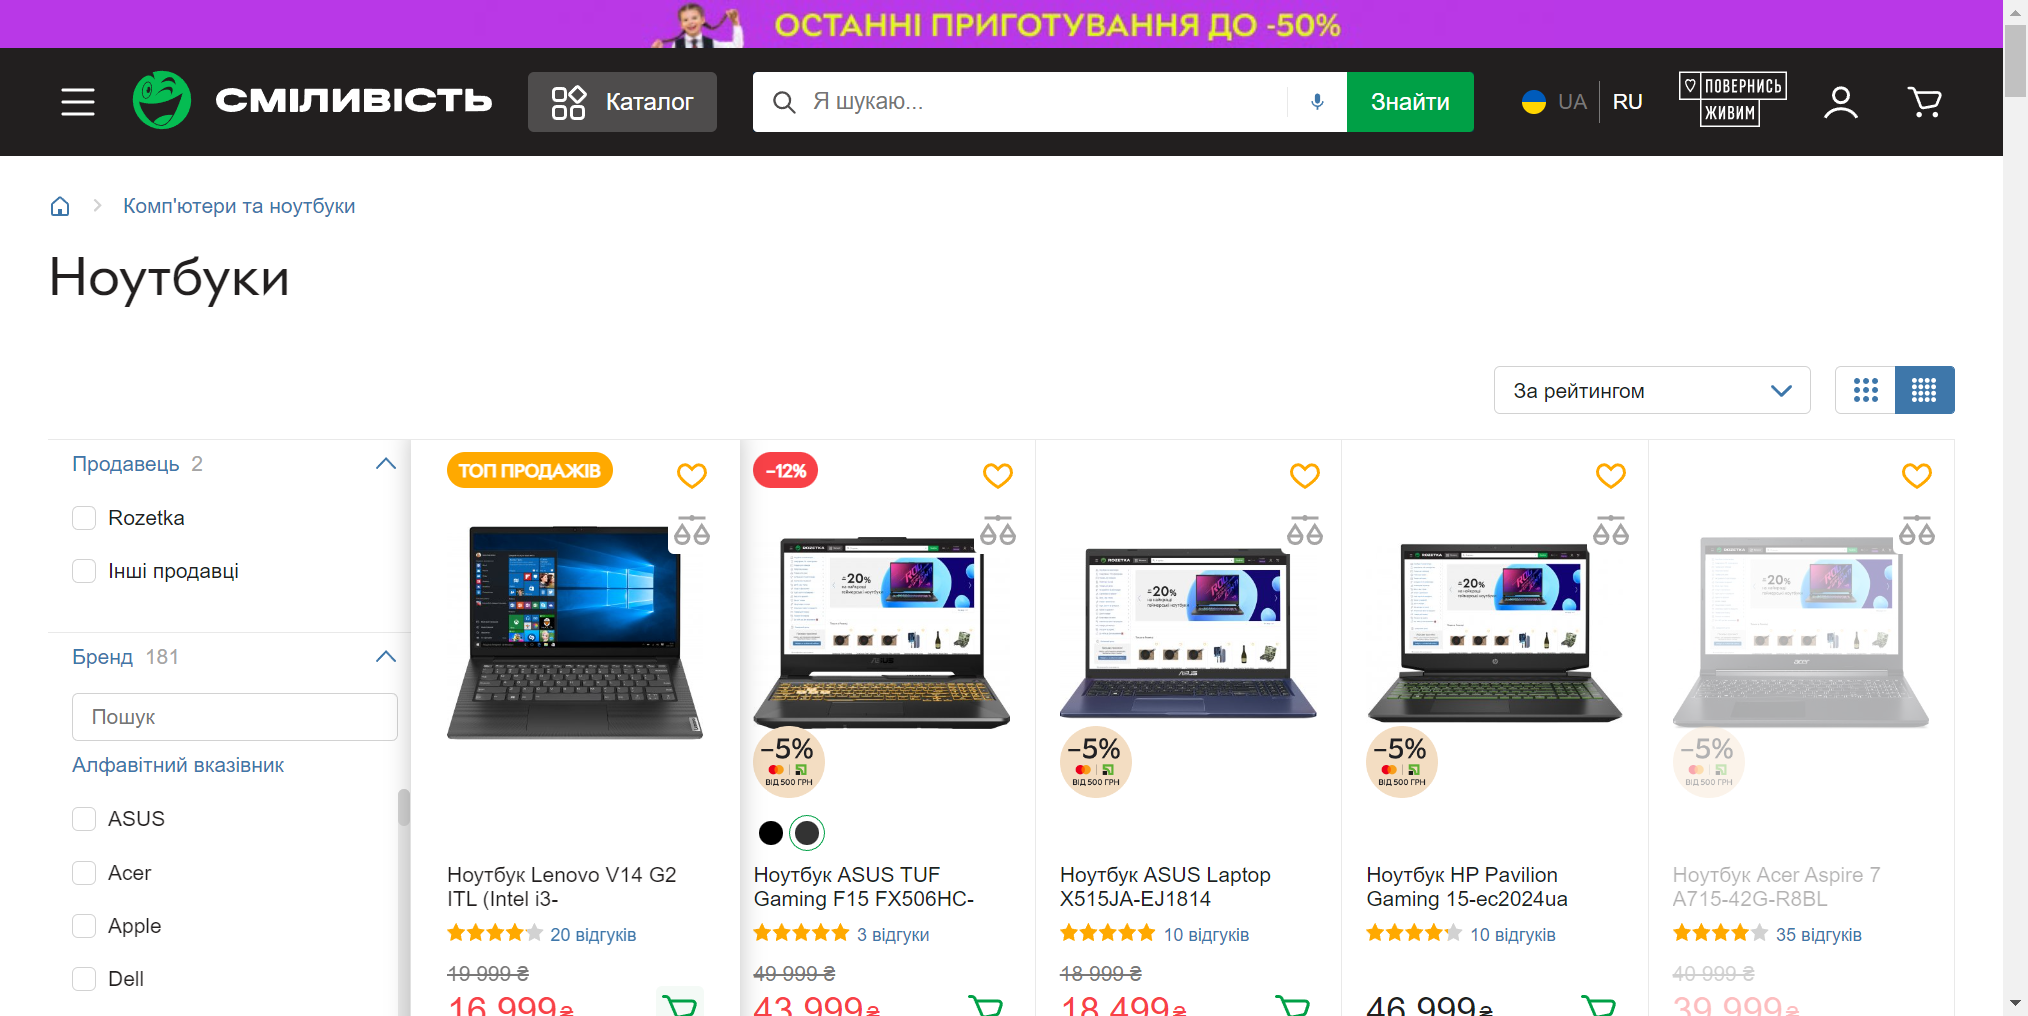 ОСТАННІ ПРИГОТУВАННЯ ДО -50%
СМІЛИВІСТЬ
Каталог
Я шукаю...
Знайти
UA
RU
ПОВЕРНИСЬ
ЖИВИМ
Комп'ютери та ноутбуки
Ноутбуки
За рейтингом
Продавець 2
Rozetka
Інші продавці
Бренд 181
Пошук
Алфавітний вказівник
ASUS
Acer
Apple
Dell
ТОП ПРОДАЖІВ
Ноутбук Lenovo V14 G2
ITL (Intel i3-
20 відгуків
19 999 ₴
16 999₴
-12%
-5%
ВІД 500 ГРН
Ноутбук ASUS TUF
Gaming F15 FX506HC-
3 відгуки
49 999 ₴
43 999₴
-5%
ВІД 500 ГРН
Ноутбук ASUS Laptop
X515JA-EJ1814
10 відгуків
18 999 ₴
18 499₴
-5%
ВІД 500 ГРН
Ноутбук HP Pavilion
Gaming 15-ec2024ua
10 відгуків
46 999₴
-5%
ВІД 500 ГРН
Ноутбук Acer Aspire 7
A715-42G-R8BL
35 відгуків
40 999 ₴
39 999₴